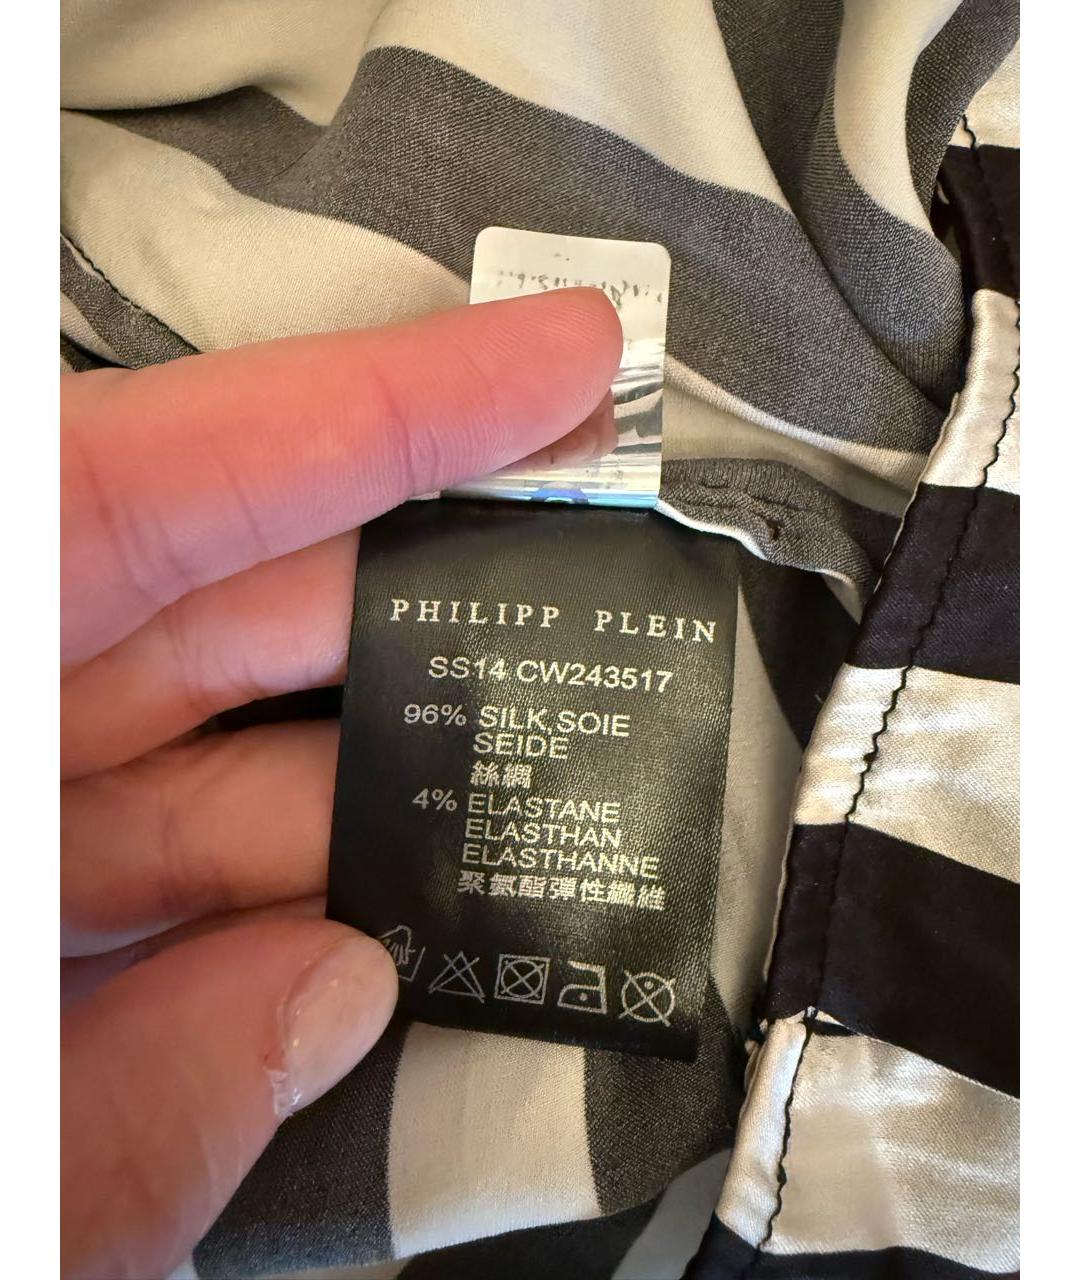 PHILIPP PLEIN
SS14 CW243517
96% SILK,SOIE
SEIDE
絲綢
4% ELASTANE
ELASTHAN
ELASTHANNE
聚氨酯彈性纖維